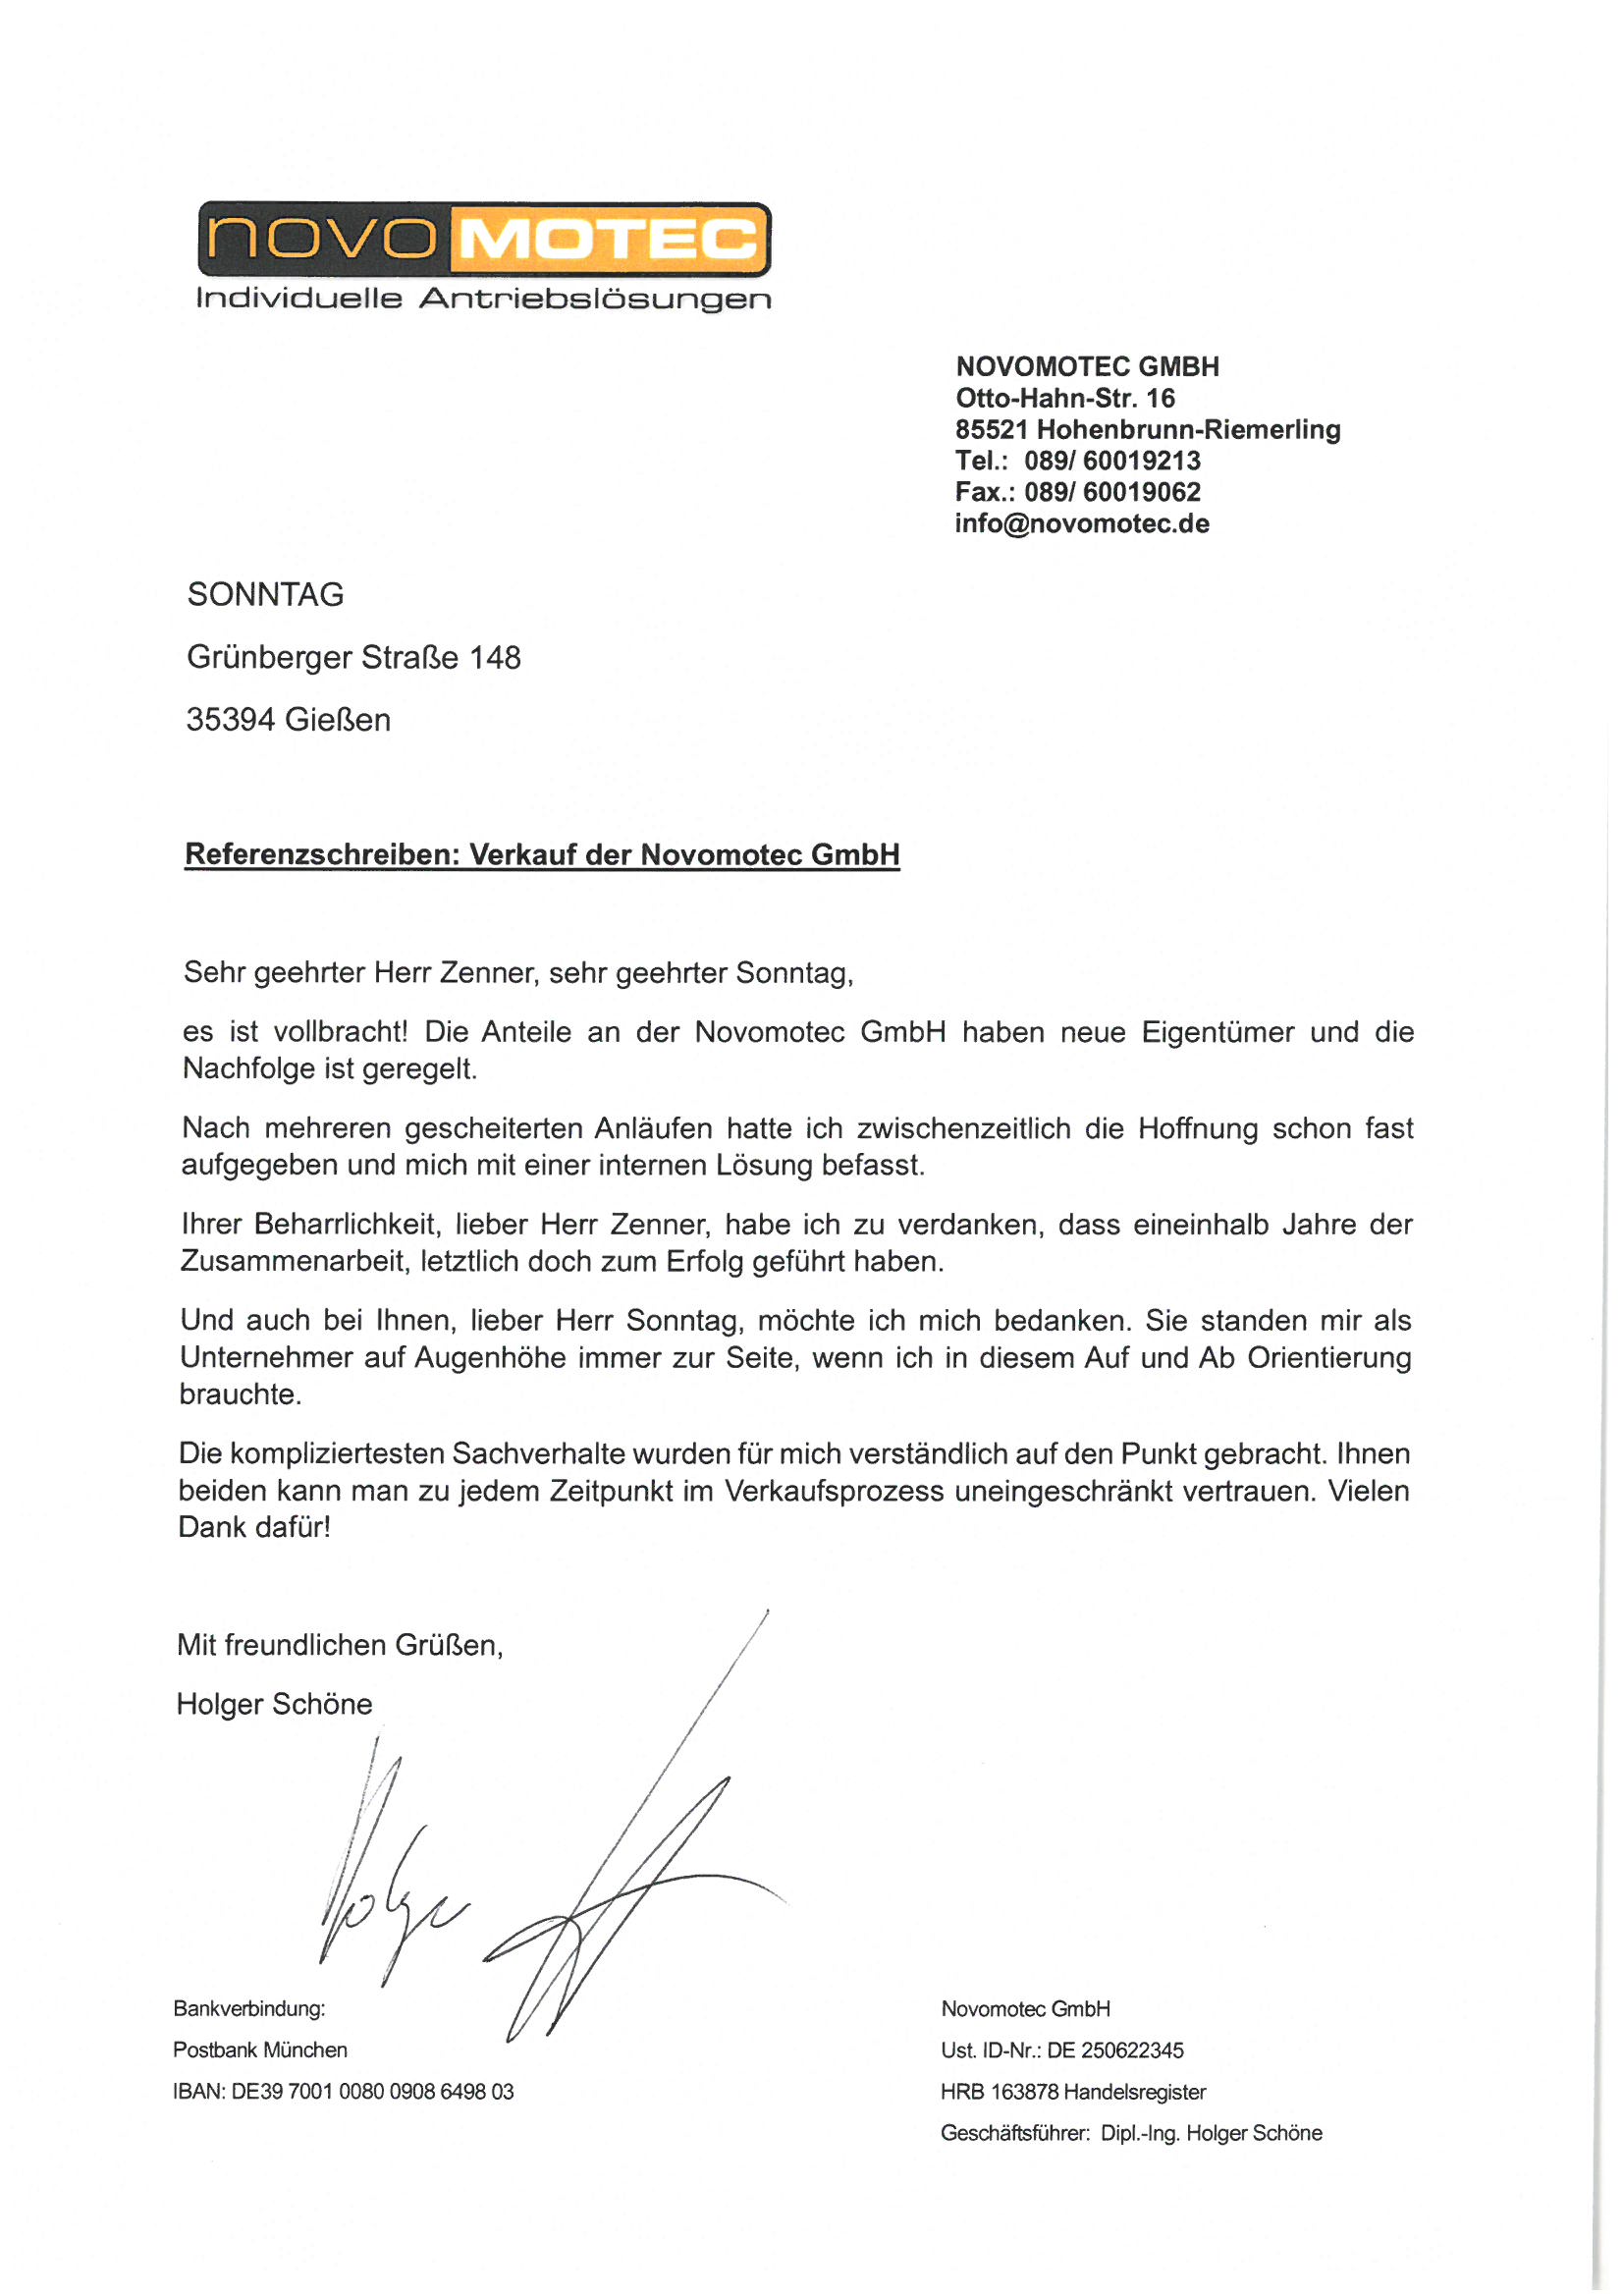 novo MOTEC
Individuelle Antriebslösungen
NOVOMOTEC GMBH
Otto-Hahn-Str. 16
85521 Hohenbrunn-Riemerling
Tel.: 089/ 60019213
Fax.: 089/ 60019062
info@novomotec.de
SONNTAG
Grünberger Straße 148
35394 Gießen
Referenzschreiben: Verkauf der Novomotec GmbH
Sehr geehrter Herr Zenner, sehr geehrter Sonntag,
es ist vollbracht! Die Anteile an der Novomotec GmbH haben neue Eigentümer und die
Nachfolge ist geregelt.
Nach mehreren gescheiterten Anläufen hatte ich zwischenzeitlich die Hoffnung schon fast
aufgegeben und mich mit einer internen Lösung befasst.
Ihrer Beharrlichkeit, lieber Herr Zenner, habe ich zu verdanken, dass eineinhalb Jahre der
Zusammenarbeit, letztlich doch zum Erfolg geführt haben.
Und auch bei Ihnen, lieber Herr Sonntag, möchte ich mich bedanken. Sie standen mir als
Unternehmer auf Augenhöhe immer zur Seite, wenn ich in diesem Auf und Ab Orientierung
brauchte.
Die kompliziertesten Sachverhalte wurden für mich verständlich auf den Punkt gebracht. Ihnen
beiden kann man zu jedem Zeitpunkt im Verkaufsprozess uneingeschränkt vertrauen. Vielen
Dank dafür!
Mit freundlichen Grüßen,
Holger Schöne
Holger
Bankverbindung:
Postbank München
IBAN: DE39 7001 0080 0908 6498 03
Novomotec GmbH
Ust. ID-Nr.: DE 250622345
HRB 163878 Handelsregister
Geschäftsführer: Dipl.-Ing. Holger Schöne